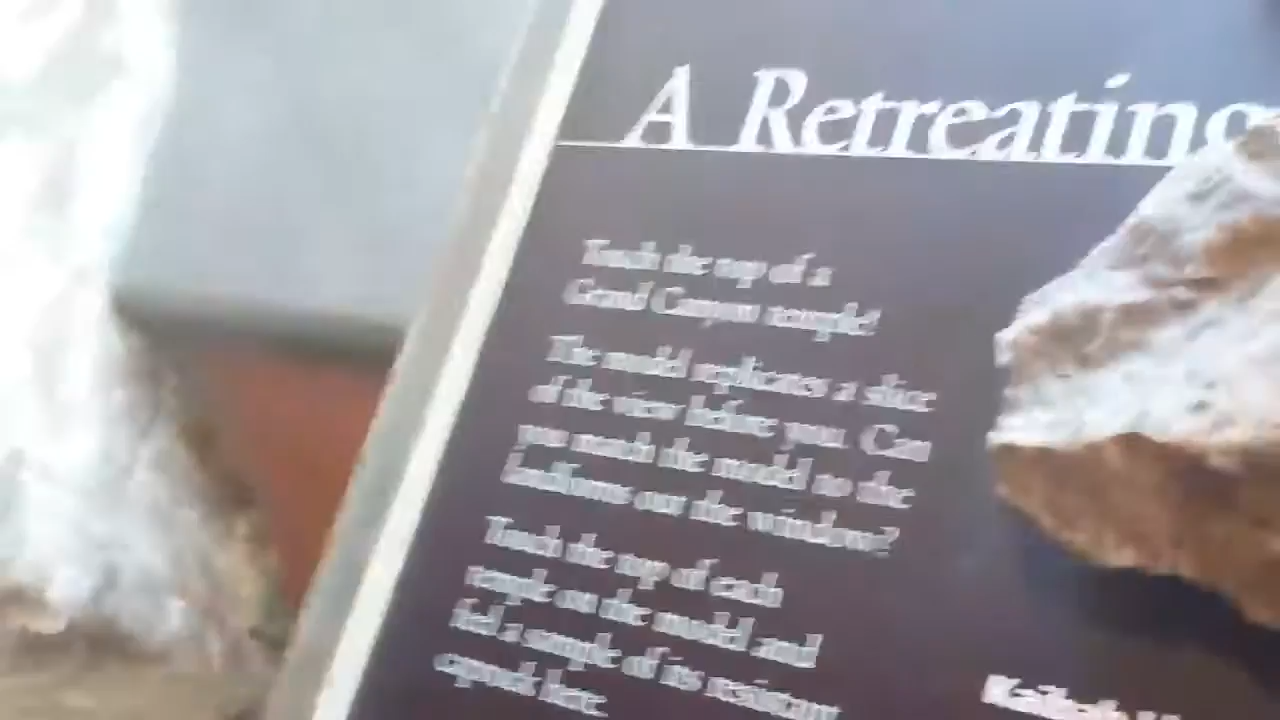 A Retreating
Touch the top of a
Grand Canyon temple!
The model replicates a slice
of the view before you. Can
you match the model to the
landforms out the window?
Touch the top of each
temple on the model and
feel a sample of its resistant
caprock here.
Kaibab